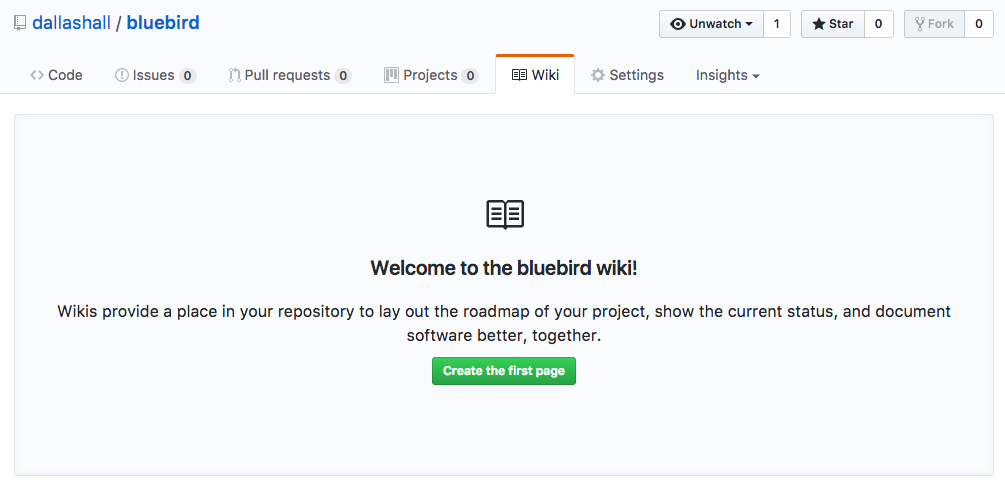 dallashall / bluebird Unwatch 1 Star 0 Fork 0
Code Issues 0 Pull requests 0 Projects 0 Wiki Settings Insights
Welcome to the bluebird wiki!
Wikis provide a place in your repository to lay out the roadmap of your project, show the current status, and document
software better, together.
Create the first page